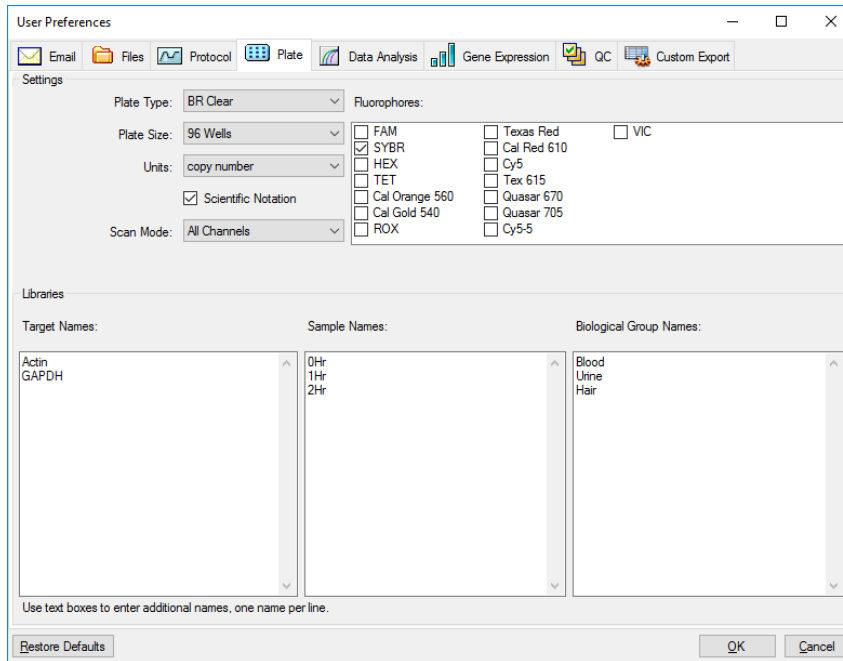 User Preferences
Email Files Protocol Plate Data Analysis Gene Expression QC Custom Export
Settings
Plate Type: BR Clear
Plate Size: 96 Wells
Units: copy number
Scientific Notation
Scan Mode: All Channels
Fluorophores:
FAM Texas Red VIC
SYBR Cal Red 610
HEX Cy5
TET Tex 615
Cal Orange 560 Quasar 670
Cal Gold 540 Quasar 705
ROX Cy5-5
Libraries
Target Names:
Actin
GAPDH
Sample Names:
0Hr
1Hr
2Hr
Biological Group Names:
Blood
Urine
Hair
Use text boxes to enter additional names, one name per line.
Restore Defaults OK Cancel